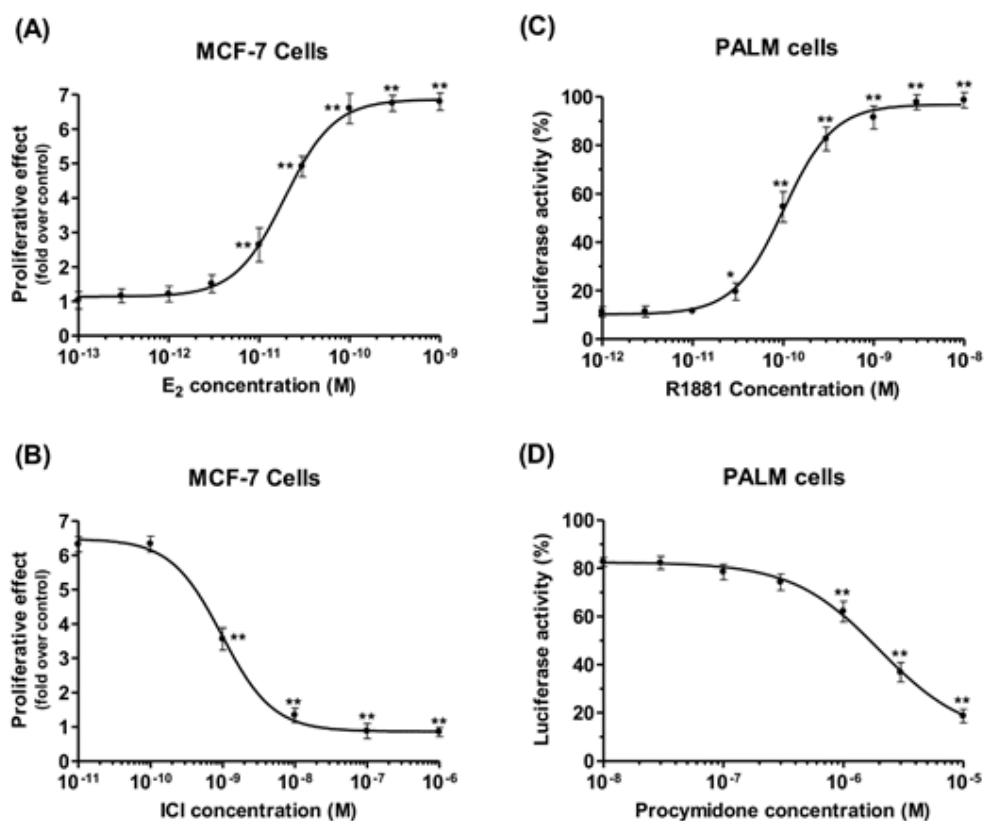 (A)
MCF-7 Cells
Proliferative effect
(fold over control)
7
6
5
4
3
2
1
0
** ** ** ** **
10-13 10-12 10-11 10-10 10-9
E2 concentration (M)
(C)
PALM cells
Luciferase activity (%)
100
80
60
40
20
0
* ** ** ** ** **
10-12 10-11 10-10 10-9 10-8
R1881 Concentration (M)
(B)
MCF-7 Cells
Proliferative effect
(fold over control)
7
6
5
4
3
2
1
0
** ** ** **
10-11 10-10 10-9 10-8 10-7 10-6
ICI concentration (M)
(D)
PALM cells
Luciferase activity (%)
100
80
60
40
20
0
** ** **
10-8 10-7 10-6 10-5
Procymidone concentration (M)